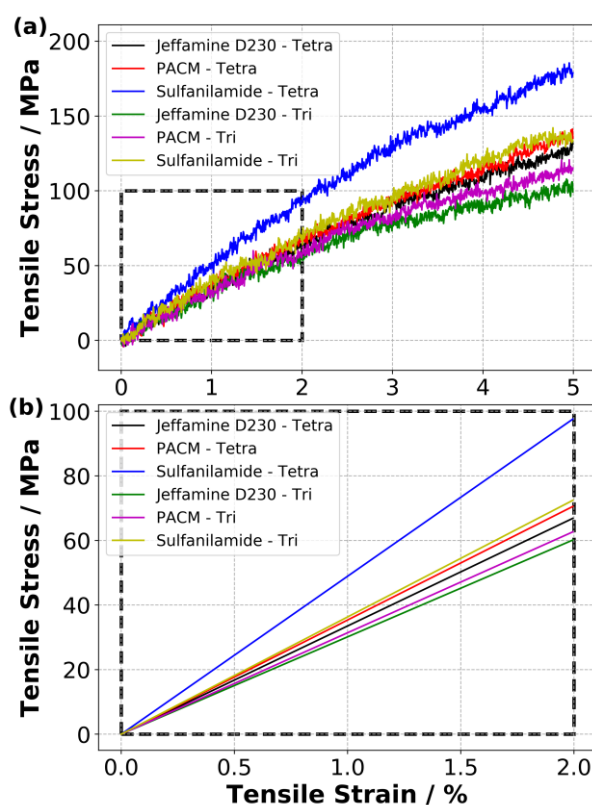 (a)
Tensile Stress / MPa
200
150
100
50
0
Jeffamine D230 - Tetra
PACM - Tetra
Sulfanilamide - Tetra
Jeffamine D230 - Tri
PACM - Tri
Sulfanilamide - Tri
0 1 2 3 4 5
(b)
Tensile Stress / MPa
100
80
60
40
20
0
Jeffamine D230 - Tetra
PACM - Tetra
Sulfanilamide - Tetra
Jeffamine D230 - Tri
PACM - Tri
Sulfanilamide - Tri
0.0 0.5 1.0 1.5 2.0
Tensile Strain / %